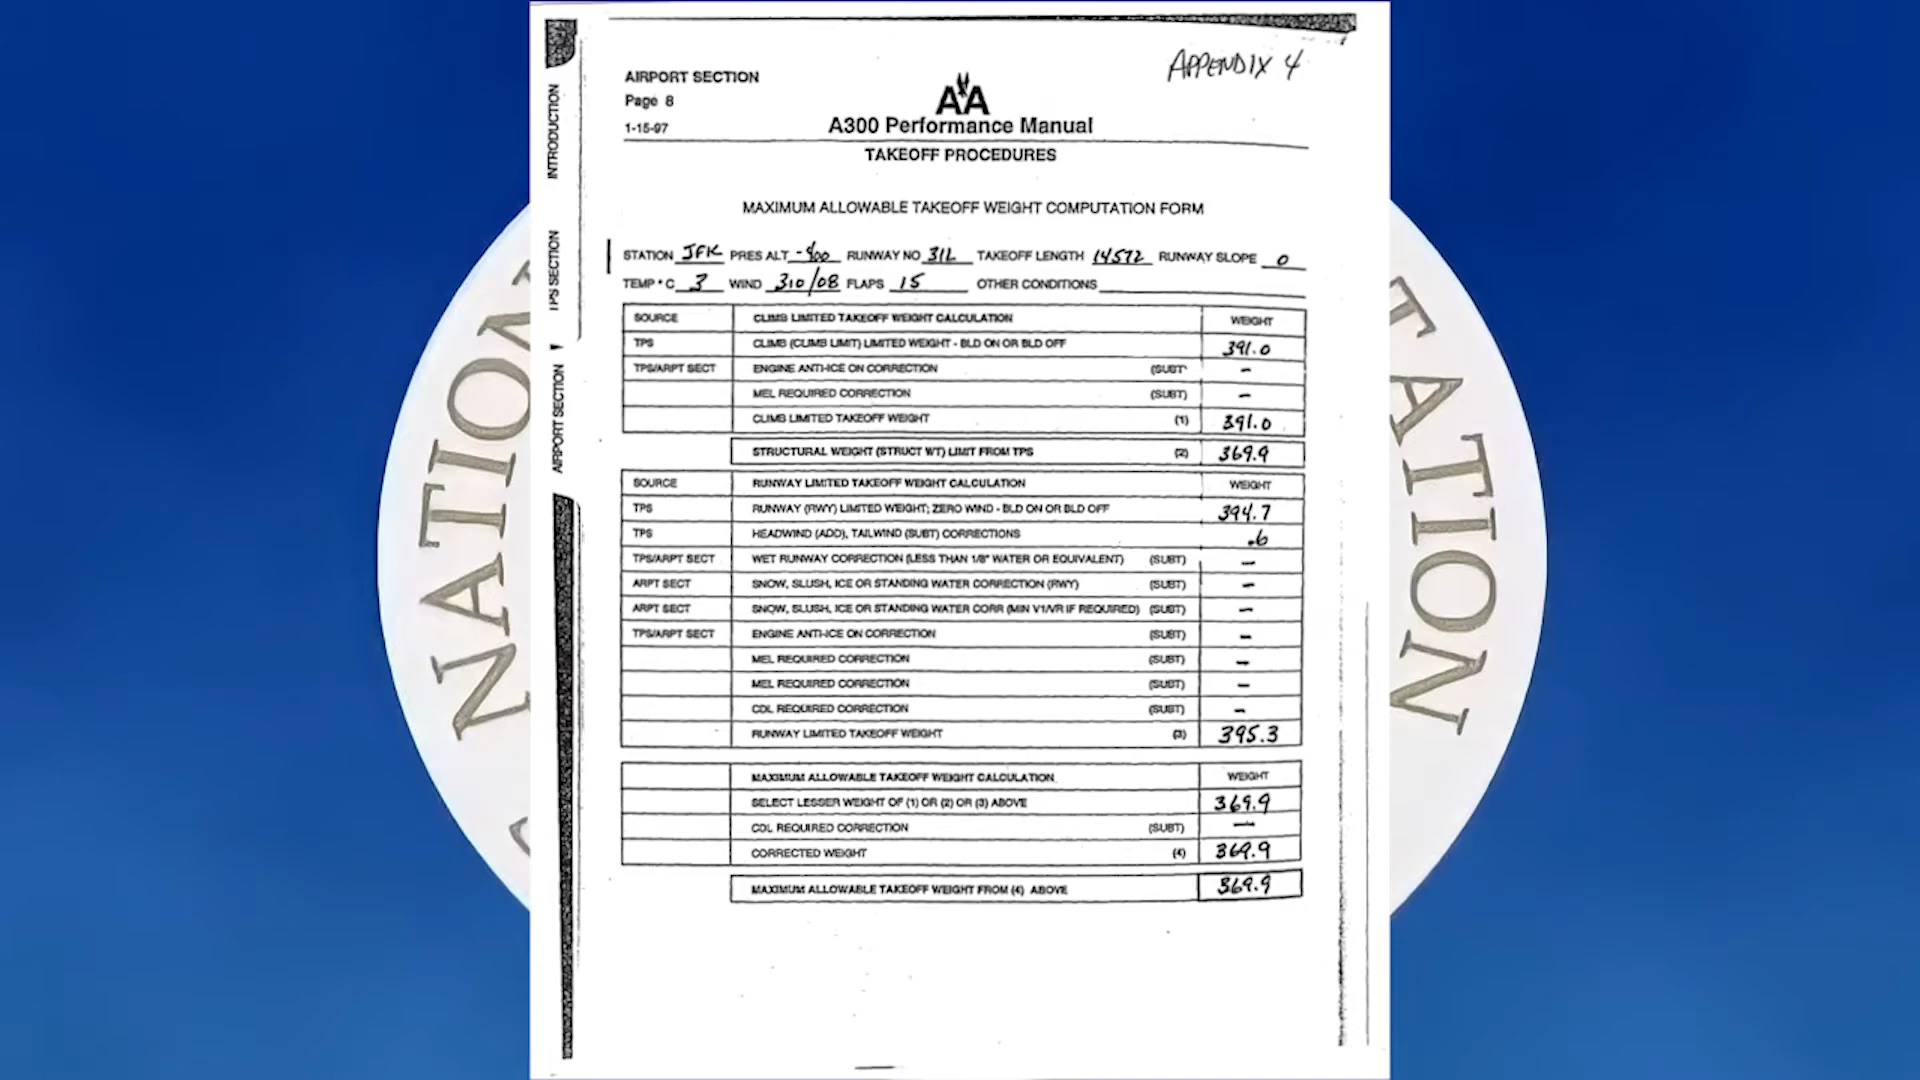 APPENDIX 4
AIRPORT SECTION
Page 8
1-15-97
AA
A300 Performance Manual
TAKEOFF PROCEDURES
INTRODUCTION
TPS SECTION
AIRPORT SECTION
MAXIMUM ALLOWABLE TAKEOFF WEIGHT COMPUTATION FORM
STATION JFK PRES ALT -400 RUNWAY NO 31L TAKEOFF LENGTH 14572 RUNWAY SLOPE 0
TEMP °C 3 WIND 310/08 FLAPS 15 OTHER CONDITIONS
SOURCE CLIMB LIMITED TAKEOFF WEIGHT CALCULATION WEIGHT
TPS CLIMB (CLIMB LIMIT) LIMITED WEIGHT - BLD ON OR BLD OFF 391.0
TPS/ARPT SECT ENGINE ANTI-ICE ON CORRECTION (SUBT) -
MEL REQUIRED CORRECTION (SUBT) -
CLIMB LIMITED TAKEOFF WEIGHT (1) 391.0
STRUCTURAL WEIGHT (STRUCT WT) LIMIT FROM TPS (2) 369.9
SOURCE RUNWAY LIMITED TAKEOFF WEIGHT CALCULATION WEIGHT
TPS RUNWAY (RWY) LIMITED WEIGHT; ZERO WIND - BLD ON OR BLD OFF 394.7
TPS HEADWIND (ADD), TAILWIND (SUBT) CORRECTIONS .6
TPS/ARPT SECT WET RUNWAY CORRECTION (LESS THAN 1/8" WATER OR EQUIVALENT) (SUBT) -
ARPT SECT SNOW, SLUSH, ICE OR STANDING WATER CORRECTION (RWY) (SUBT) -
ARPT SECT SNOW, SLUSH, ICE OR STANDING WATER CORR (MIN V1/VR IF REQUIRED) (SUBT) -
TPS/ARPT SECT ENGINE ANTI-ICE ON CORRECTION (SUBT) -
MEL REQUIRED CORRECTION (SUBT) -
MEL REQUIRED CORRECTION (SUBT) -
CDL REQUIRED CORRECTION (SUBT) -
RUNWAY LIMITED TAKEOFF WEIGHT (3) 395.3
MAXIMUM ALLOWABLE TAKEOFF WEIGHT CALCULATION WEIGHT
SELECT LESSER WEIGHT OF (1) OR (2) OR (3) ABOVE 369.9
CDL REQUIRED CORRECTION (SUBT) -
CORRECTED WEIGHT (4) 369.9
MAXIMUM ALLOWABLE TAKEOFF WEIGHT FROM (4) ABOVE 369.9
NATION
TATION